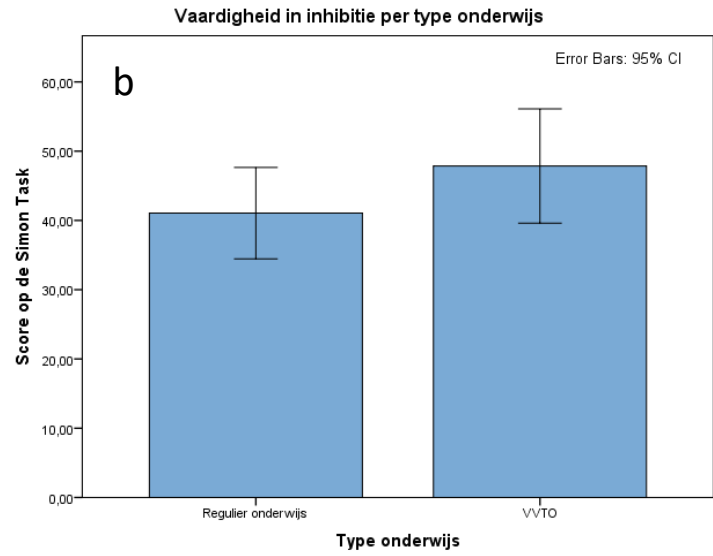 Vaardigheid in inhibitie per type onderwijs
Error Bars: 95% CI
b
60,00
50,00
40,00
30,00
20,00
10,00
0,00
Score op de Simon Task
Regulier onderwijs
VVTO
Type onderwijs